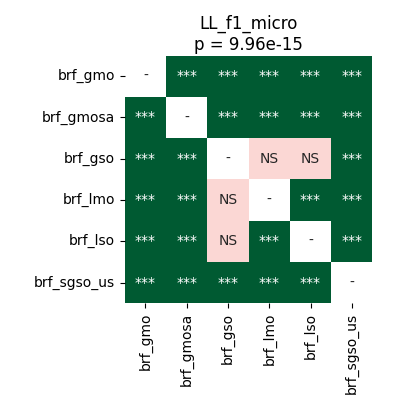 LL_f1_micro
p = 9.96e-15
brf_gmo - *** *** *** *** ***
brf_gmosa *** - *** *** *** ***
brf_gso *** *** - NS NS ***
brf_lmo *** *** NS - *** ***
brf_lso *** *** NS *** - ***
brf_sgso_us *** *** *** *** *** -
brf_gmo
brf_gmosa
brf_gso
brf_lmo
brf_lso
brf_sgso_us